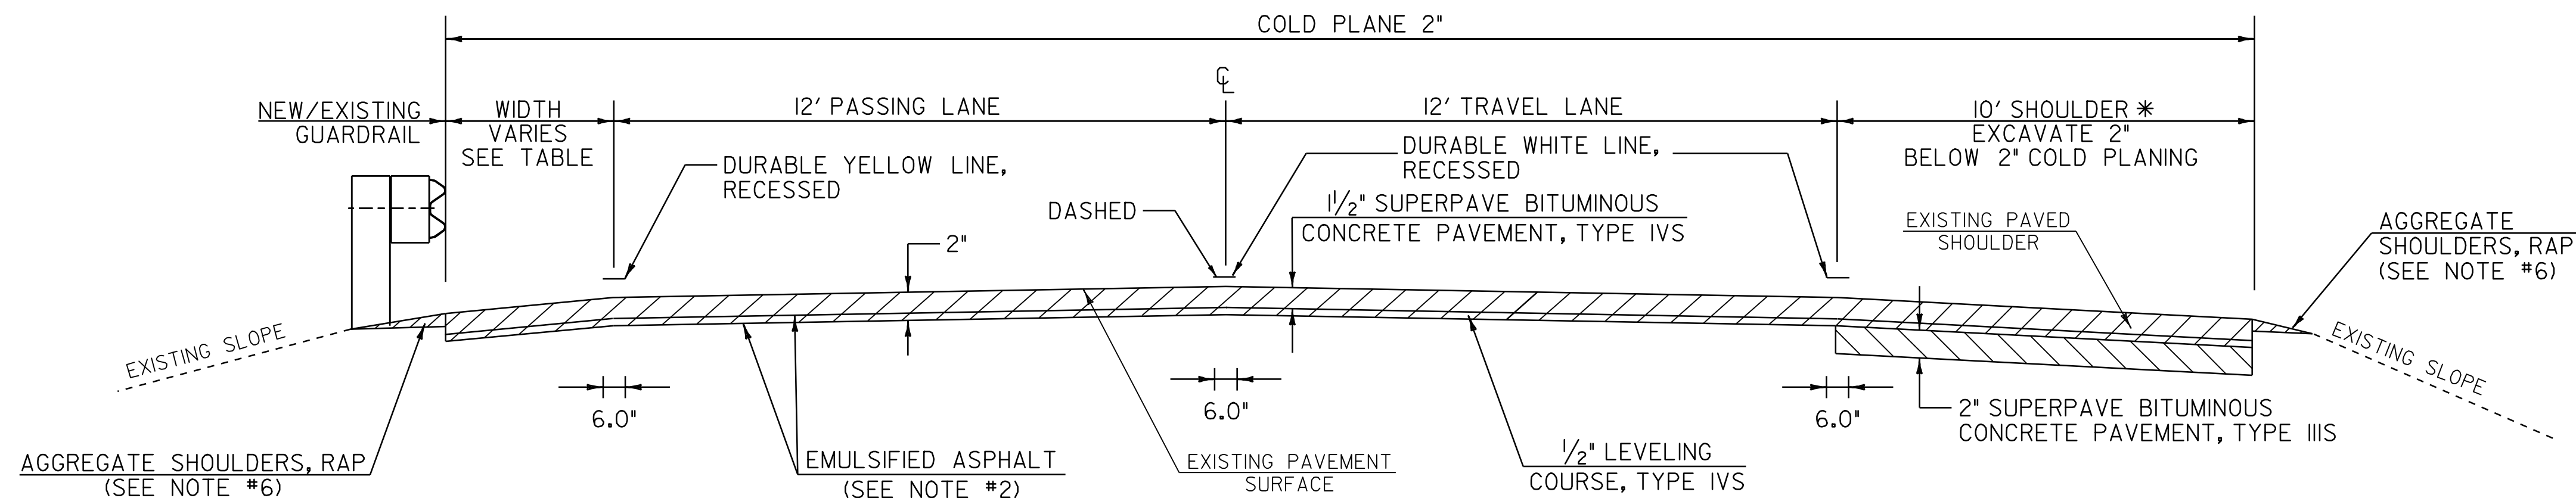 COLD PLANE 2"
℄
NEW/EXISTING
GUARDRAIL
WIDTH
VARIES
SEE TABLE
12' PASSING LANE
12' TRAVEL LANE
10' SHOULDER *
EXCAVATE 2"
BELOW 2" COLD PLANING
DURABLE YELLOW LINE,
RECESSED
DURABLE WHITE LINE,
RECESSED
DASHED
1 1/2" SUPERPAVE BITUMINOUS
CONCRETE PAVEMENT, TYPE IVS
EXISTING PAVED
SHOULDER
AGGREGATE
SHOULDERS, RAP
(SEE NOTE #6)
2"
EXISTING SLOPE
EXISTING SLOPE
6.0"
6.0"
6.0"
2" SUPERPAVE BITUMINOUS
CONCRETE PAVEMENT, TYPE IIIS
AGGREGATE SHOULDERS, RAP
(SEE NOTE #6)
EMULSIFIED ASPHALT
(SEE NOTE #2)
EXISTING PAVEMENT
SURFACE
1/2" LEVELING
COURSE, TYPE IVS